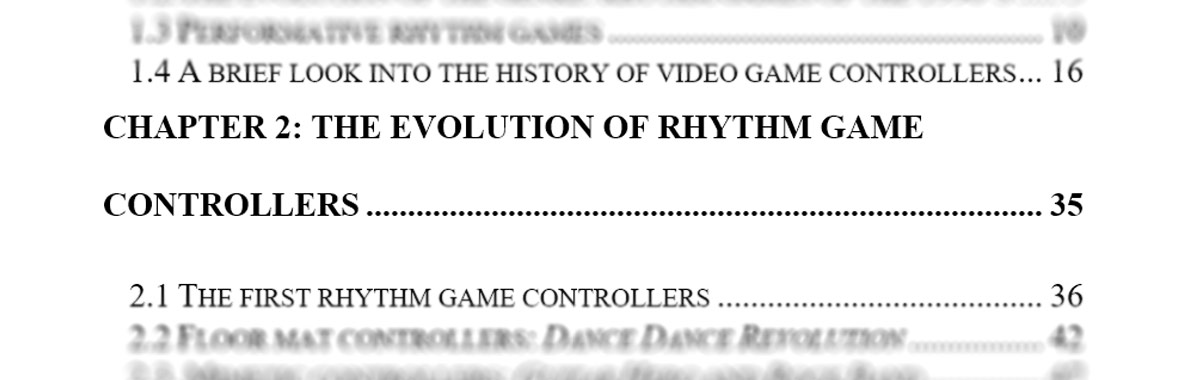 1.3 PERFORMATIVE RHYTHM GAMES ........ 10
1.4 A BRIEF LOOK INTO THE HISTORY OF VIDEO GAME CONTROLLERS... 16
CHAPTER 2: THE EVOLUTION OF RHYTHM GAME
CONTROLLERS ........ 35
2.1 THE FIRST RHYTHM GAME CONTROLLERS ........ 36
2.2 FLOOR MAT CONTROLLERS: DANCE DANCE REVOLUTION ........ 42